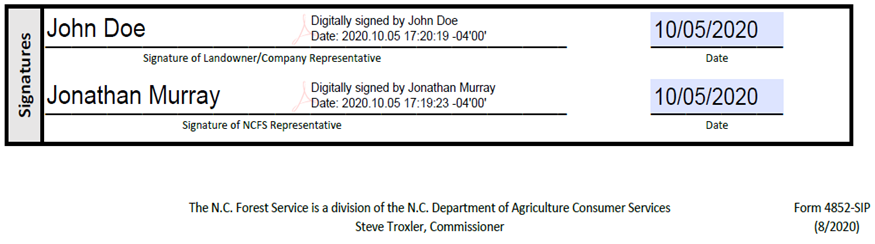 Signatures
John Doe
Digitally signed by John Doe
Date: 2020.10.05 17:20:19 -04'00'
10/05/2020
Signature of Landowner/Company Representative
Date
Jonathan Murray
Digitally signed by Jonathan Murray
Date: 2020.10.05 17:19:23 -04'00'
10/05/2020
Signature of NCFS Representative
Date
The N.C. Forest Service is a division of the N.C. Department of Agriculture Consumer Services
Form 4852-SIP
Steve Troxler, Commissioner
(8/2020)